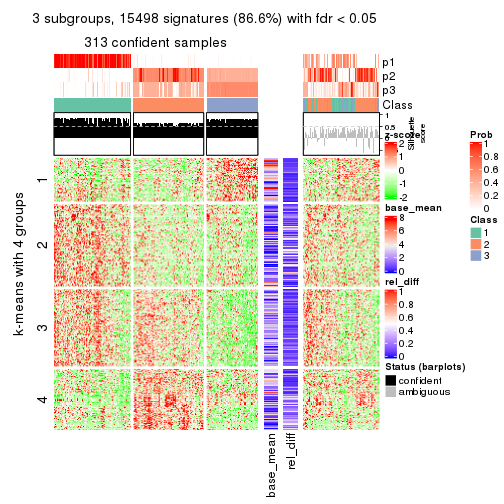 3 subgroups, 15498 signatures (86.6%) with fdr < 0.05
313 confident samples
p1
p2
p3
Class
1
0.5
0
Silhouette
score
k-means with 4 groups
1
2
3
4
base_mean
rel_diff
z-score
2
1
0
-1
-2
base_mean
8
6
4
2
0
rel_diff
1
0.8
0.6
0.4
0.2
0
Status (barplots)
confident
ambiguous
Prob
1
0.8
0.6
0.4
0.2
0
Class
1
2
3